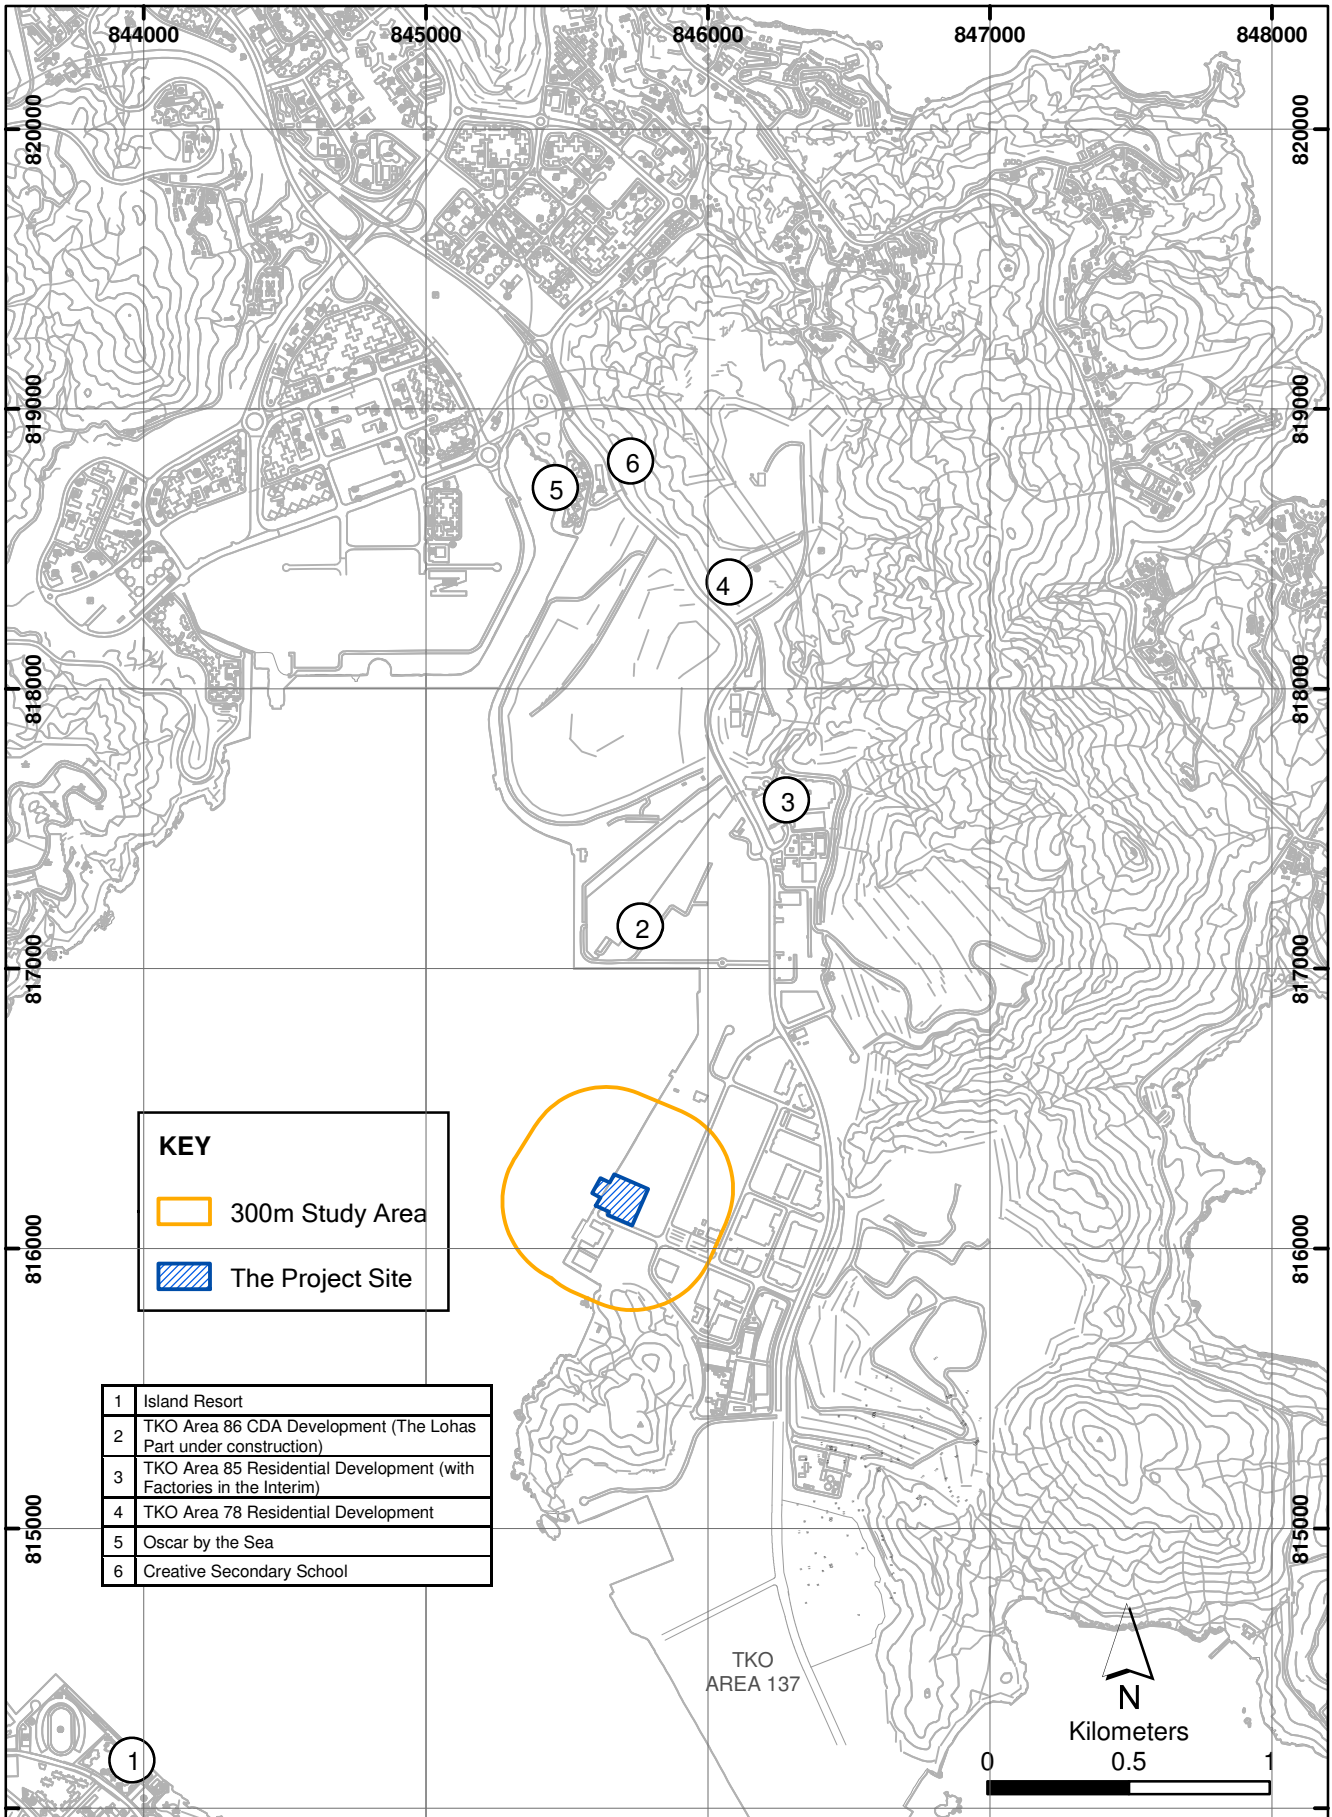 844000
845000
846000
847000
848000
820000
820000
819000
819000
6
5
4
818000
818000
3
2
817000
817000
KEY
300m Study Area
The Project Site
816000
816000
1 Island Resort
2 TKO Area 86 CDA Development (The Lohas
Part under construction)
3 TKO Area 85 Residential Development (with
Factories in the Interim)
4 TKO Area 78 Residential Development
5 Oscar by the Sea
6 Creative Secondary School
815000
815000
TKO
AREA 137
N
Kilometers
0 0.5 1
1